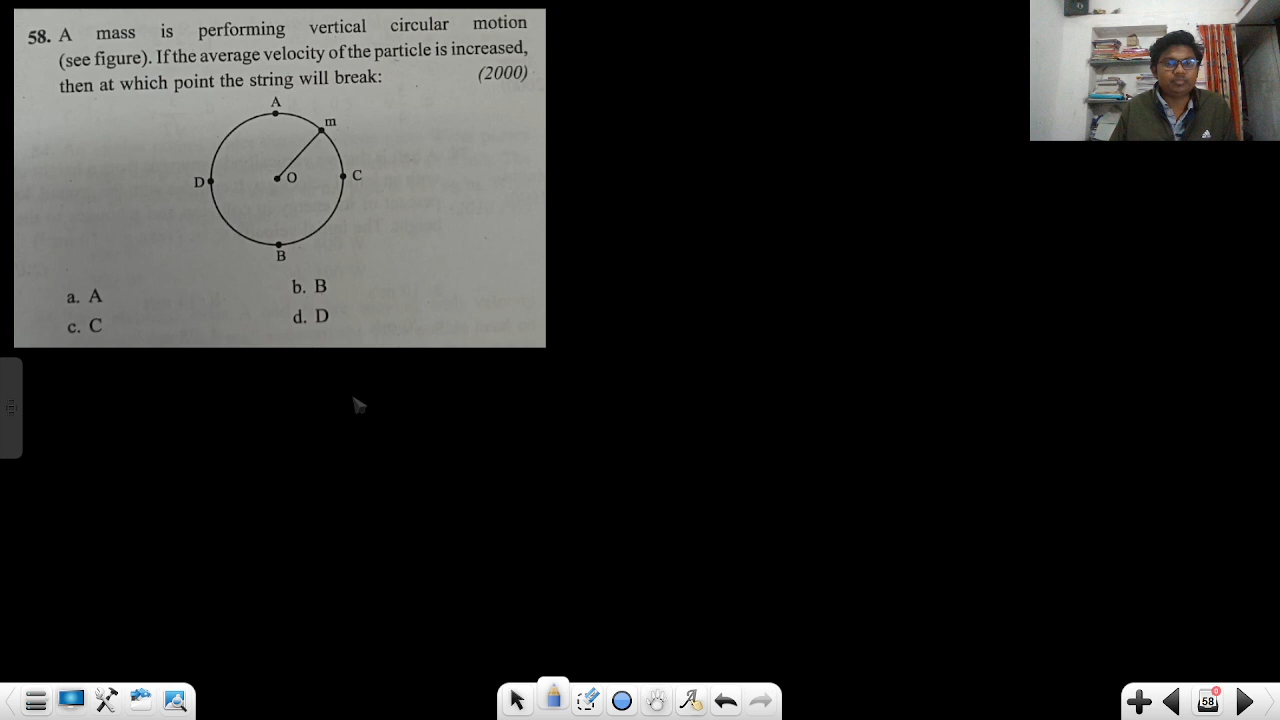 58. A mass is performing vertical circular motion
(see figure). If the average velocity of the particle is increased,
then at which point the string will break: (2000)
A
m
D
O
C
B
a. A
b. B
c. C
d. D
58